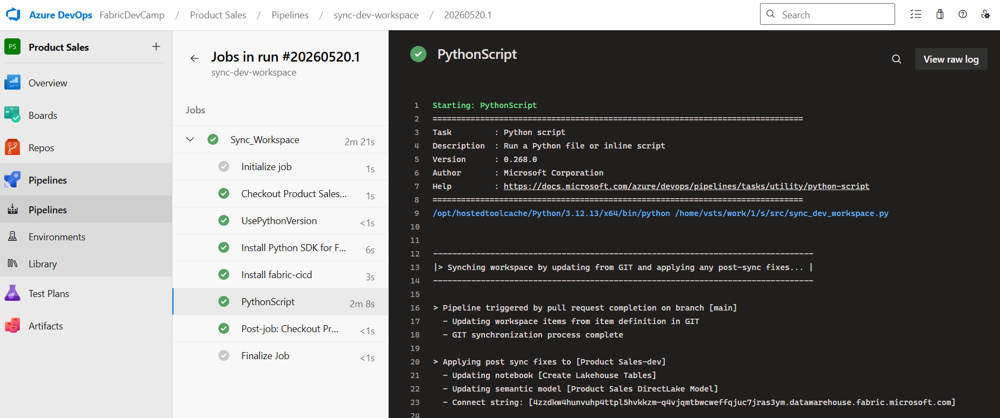 Azure DevOps FabricDevCamp / Product Sales / Pipelines / sync-dev-workspace / 20260520.1
Search
PS Product Sales +
Overview
Boards
Repos
Pipelines
Pipelines
Environments
Library
Test Plans
Artifacts
Jobs in run #20260520.1
sync-dev-workspace
Jobs
Sync_Workspace 2m 21s
Initialize job 1s
Checkout Product Sales... 1s
UsePythonVersion <1s
Install Python SDK for F... 6s
Install fabric-cicd 3s
PythonScript 2m 8s
Post-job: Checkout Pr... <1s
Finalize Job <1s
PythonScript
View raw log
1 Starting: PythonScript
2 ==============================================================================
3 Task         : Python script
4 Description  : Run a Python file or inline script
5 Version      : 0.268.0
6 Author       : Microsoft Corporation
7 Help         : https://docs.microsoft.com/azure/devops/pipelines/tasks/utility/python-script
8 ==============================================================================
9 /opt/hostedtoolcache/Python/3.12.13/x64/bin/python /home/vsts/work/1/s/src/sync_dev_workspace.py
10
11
12 --------------------------------------------------------------------------------
13 |> Synching workspace by updating from GIT and applying any post-sync fixes... |
14 --------------------------------------------------------------------------------
15
16 > Pipeline triggered by pull request completion on branch [main]
17   - Updating workspace items from item definition in GIT
18   - GIT synchronization process complete
19
20 > Applying post sync fixes to [Product Sales-dev]
21   - Updating notebook [Create Lakehouse Tables]
22   - Updating semantic model [Product Sales DirectLake Model]
23   - Connect string: [4zzdkw4hunvuhp4ttpl5hvkkzm-q4vjqmtbwcweffqjuc7jras3ym.datawarehouse.fabric.microsoft.com]
24